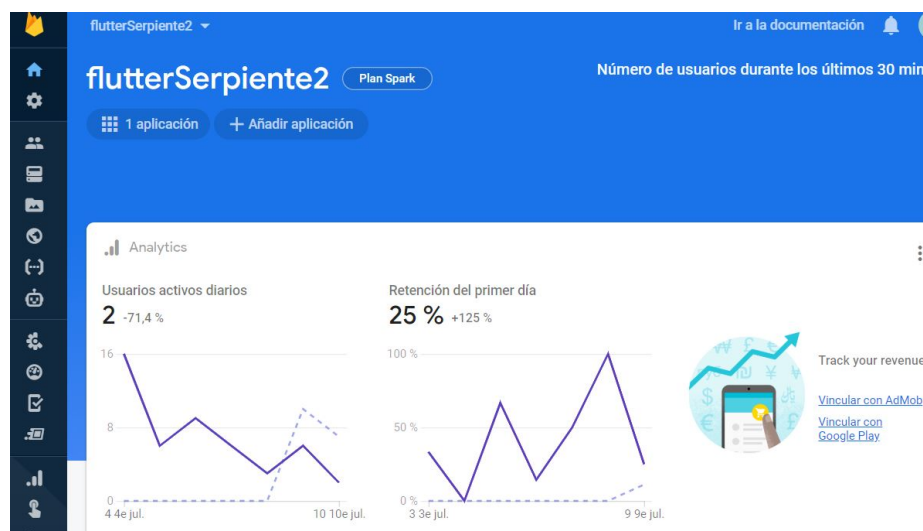 flutterSerpiente2
Ir a la documentación
flutterSerpiente2 Plan Spark
Número de usuarios durante los últimos 30 min
1 aplicación + Añadir aplicación
Analytics
Usuarios activos diarios
2 -71,4 %
16
8
0
4 4e jul. 10 10e jul.
Retención del primer día
25 % +125 %
100 %
50 %
0 %
3 3e jul. 9 9e jul.
Track your revenue
Vincular con AdMob
Vincular con
Google Play